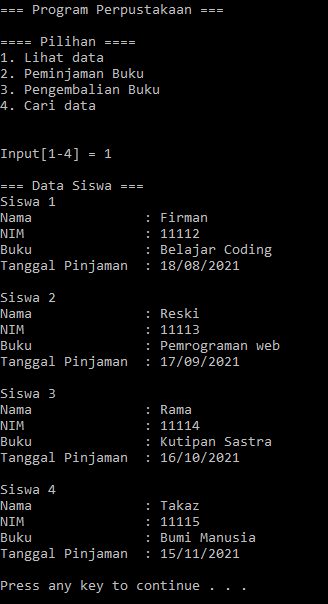 === Program Perpustakaan ===
==== Pilihan ====
1. Lihat data
2. Peminjaman Buku
3. Pengembalian Buku
4. Cari data
Input[1-4] = 1
=== Data Siswa ===
Siswa 1
Nama : Firman
NIM : 11112
Buku : Belajar Coding
Tanggal Pinjaman : 18/08/2021
Siswa 2
Nama : Reski
NIM : 11113
Buku : Pemrograman web
Tanggal Pinjaman : 17/09/2021
Siswa 3
Nama : Rama
NIM : 11114
Buku : Kutipan Sastra
Tanggal Pinjaman : 16/10/2021
Siswa 4
Nama : Takaz
NIM : 11115
Buku : Bumi Manusia
Tanggal Pinjaman : 15/11/2021
Press any key to continue . . .